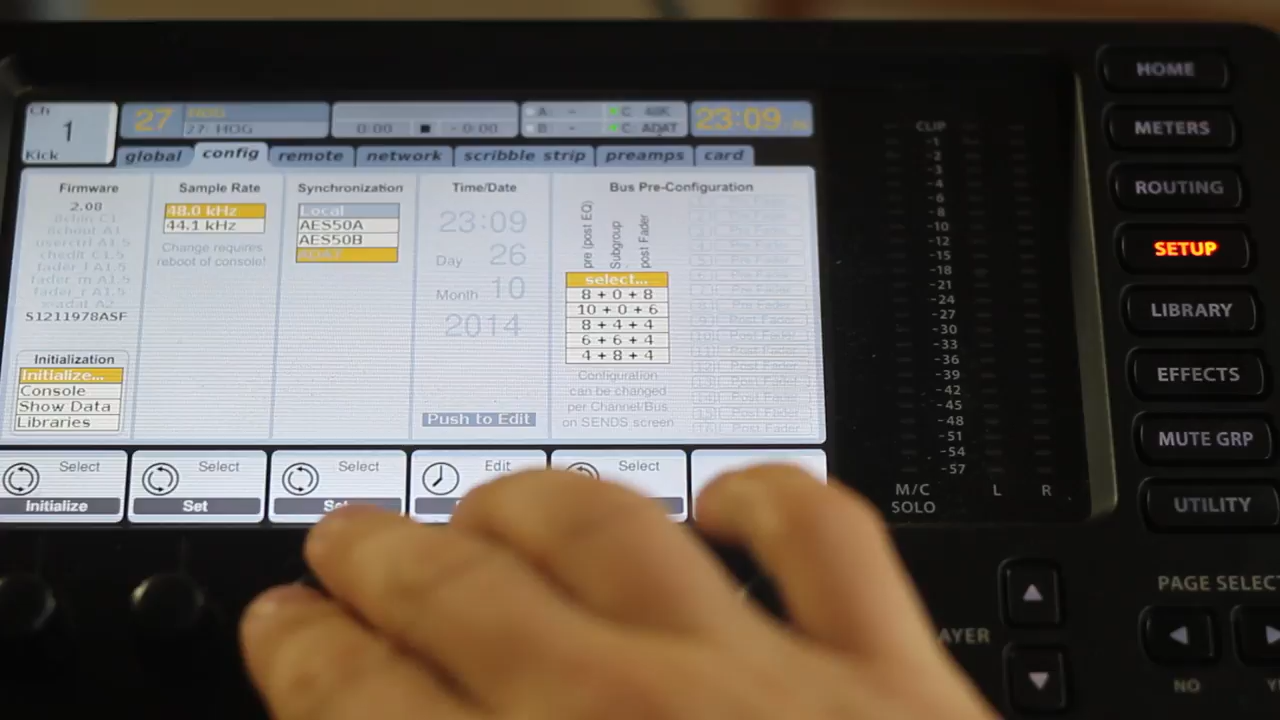 Ch
1
Kick
27
27: HOG
0:00
- 0:00
A: -
B: -
C: 48K
C: ADAT
23:09
global
config
remote
network
scribble strip
preamps
card
Firmware
2.08
S1211978ASF
Initialization
Initialize...
Console
Show Data
Libraries
Sample Rate
48.0 kHz
44.1 kHz
Change requires
reboot of console!
Synchronization
Local
AES50A
AES50B
Time/Date
23:09
Day 26
Month 10
2014
Push to Edit
Bus Pre-Configuration
pre (post EQ)
Subgroup
post Fader
select...
8 + 0 + 8
10 + 0 + 6
8 + 4 + 4
6 + 6 + 4
4 + 8 + 4
Configuration
can be changed
per Channel/Bus
on SENDS screen
Select
Initialize
Select
Set
Select
Edit
Select
CLIP
-1
-2
-3
-4
-6
-8
-10
-12
-15
-18
-21
-24
-27
-30
-33
-36
-39
-42
-45
-48
-51
-54
-57
M/C
SOLO
L
R
HOME
METERS
ROUTING
SETUP
LIBRARY
EFFECTS
MUTE GRP
UTILITY
PAGE SELECT
NO